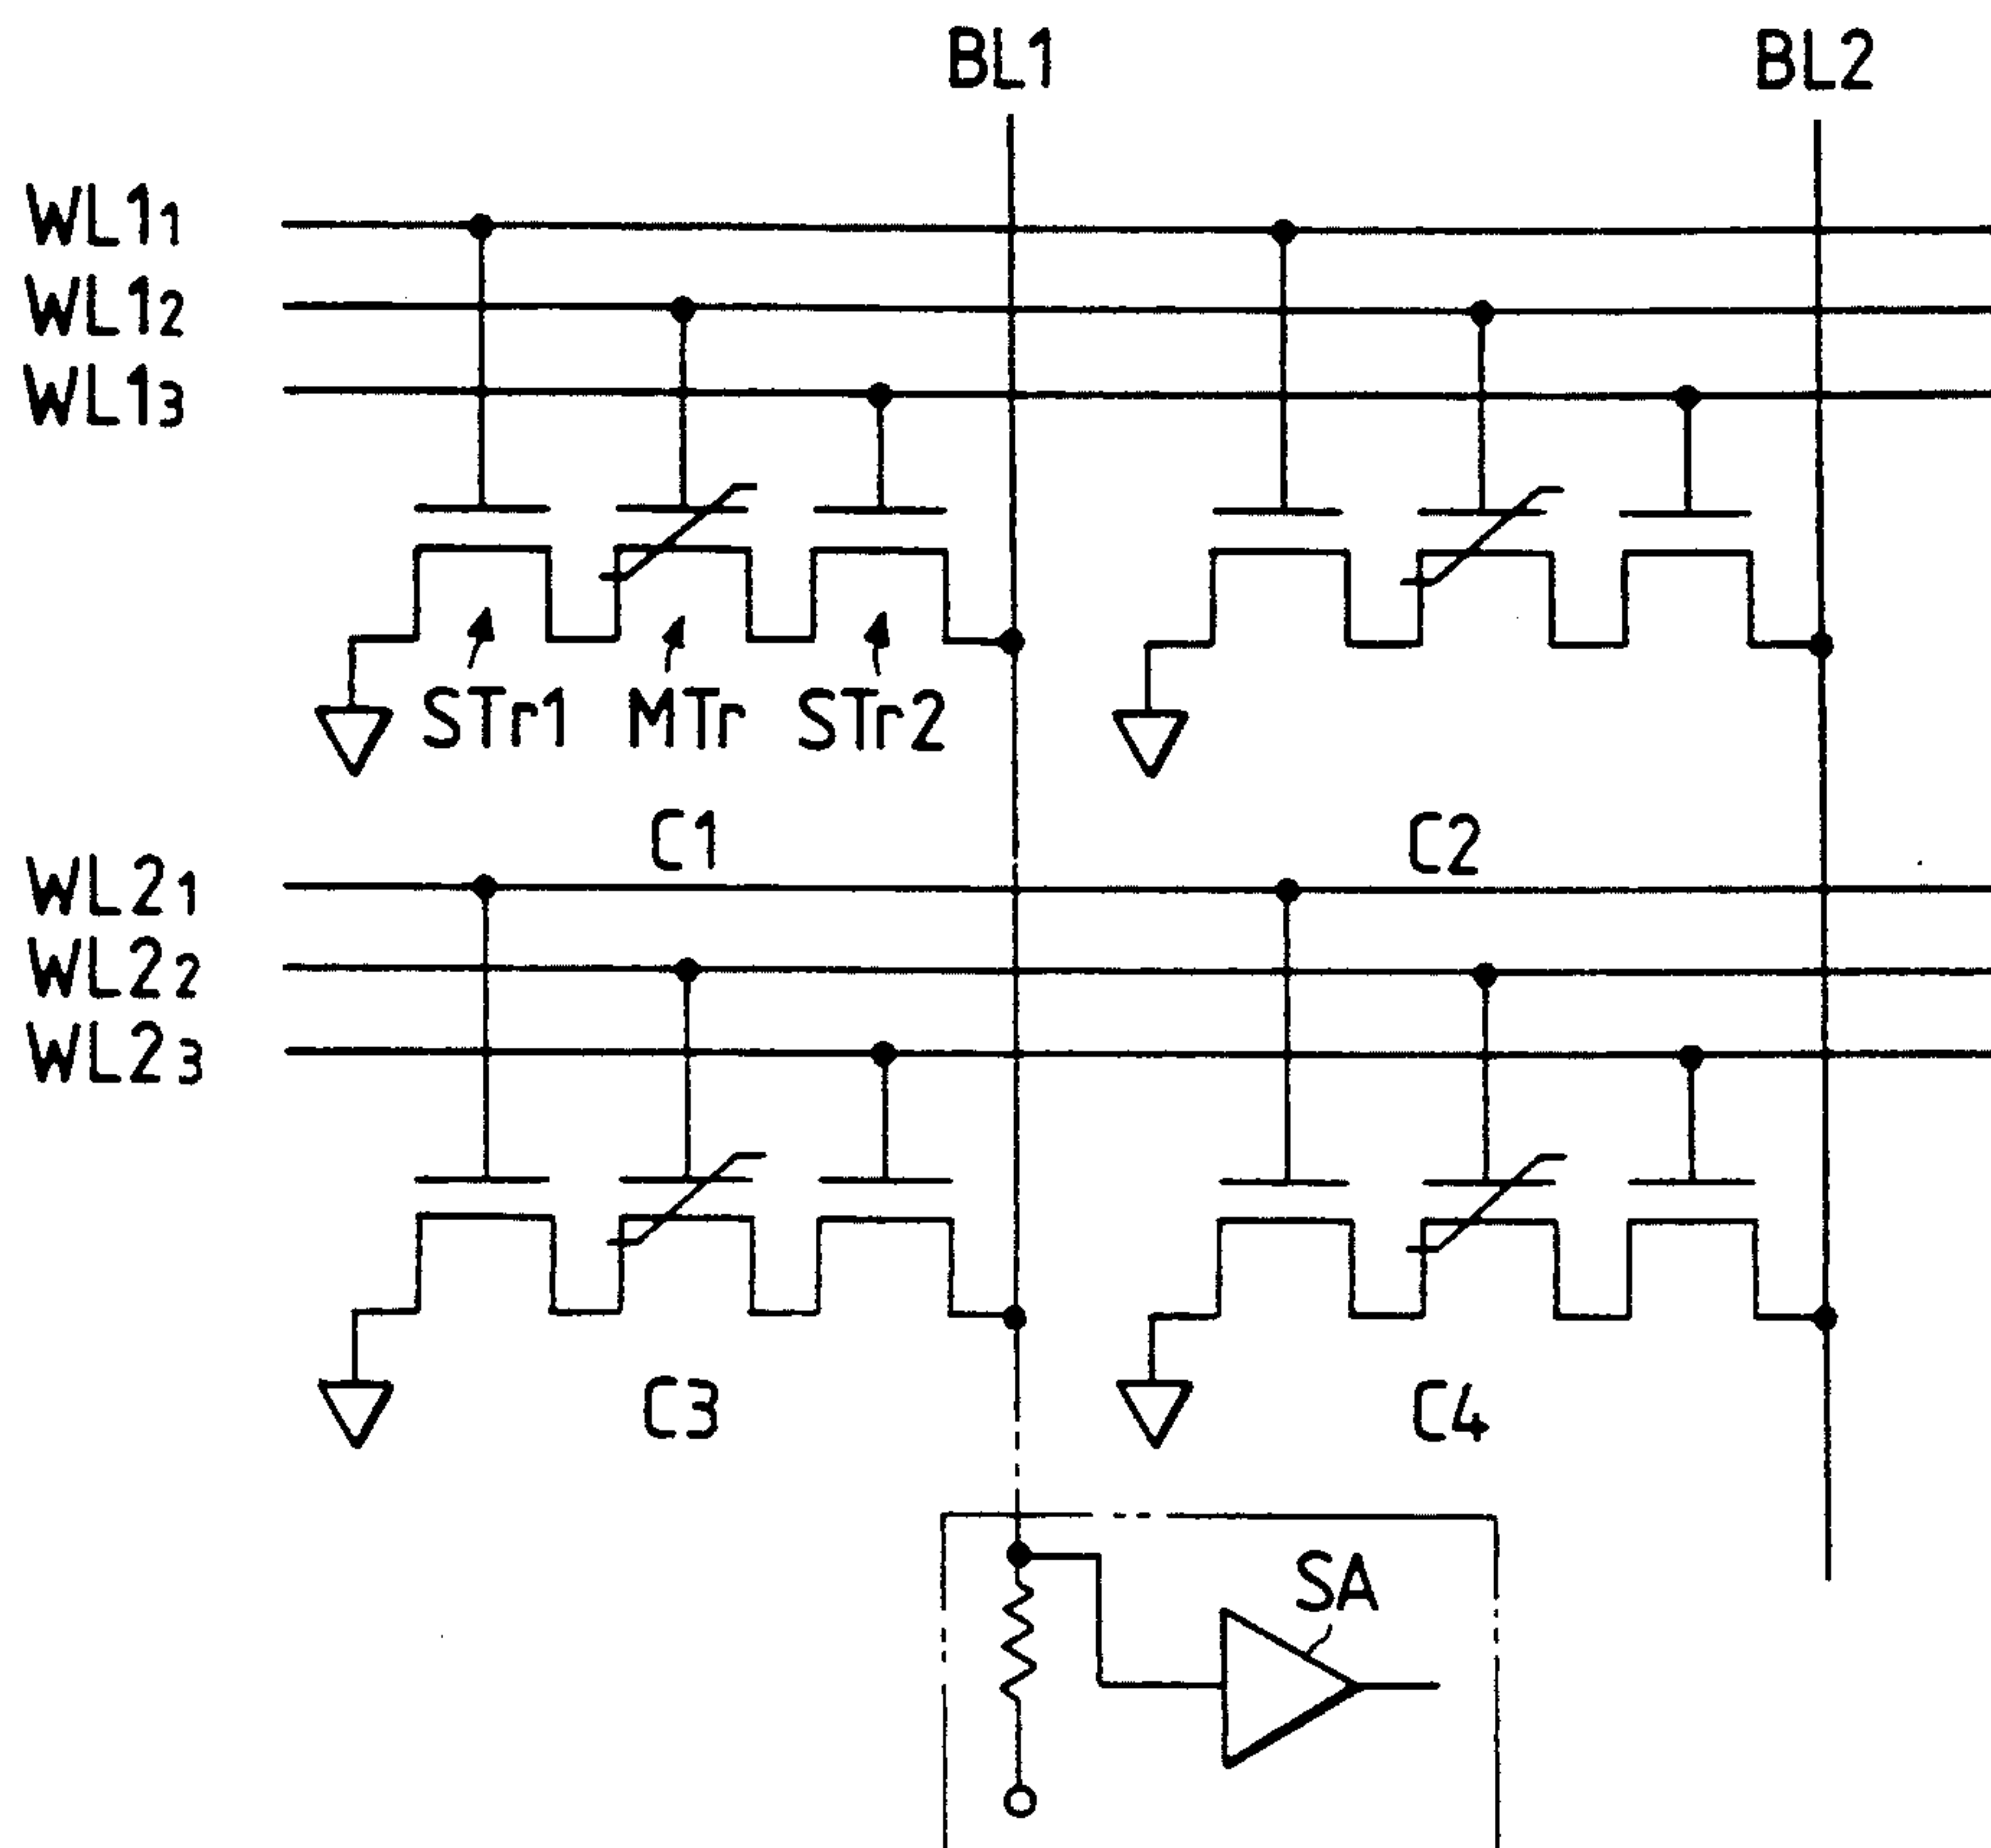 BL1 BL2
WL11
WL12
WL13
STr1 MTr STr2
C1 C2
WL21
WL22
WL23
C3 C4
SA